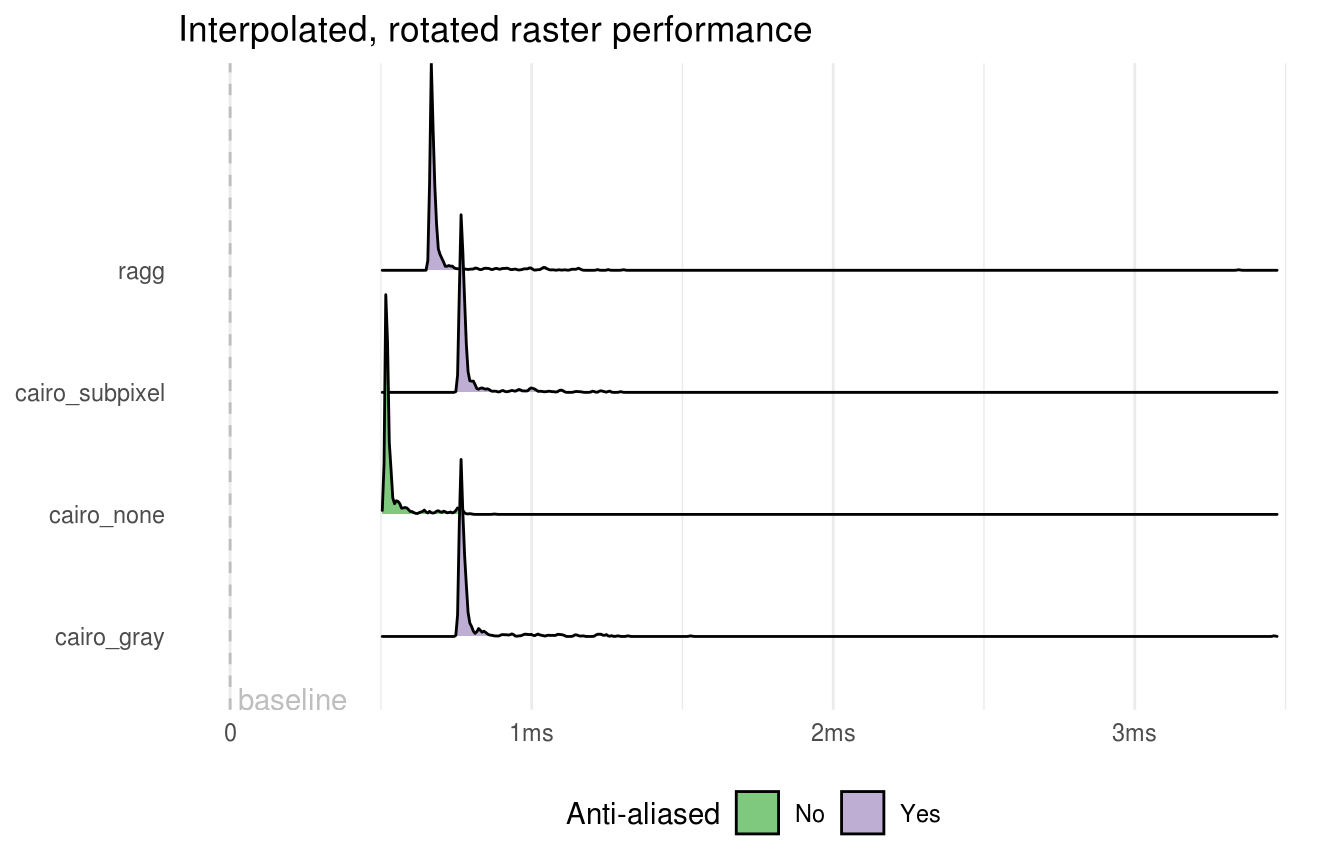 Interpolated, rotated raster performance
ragg
cairo_subpixel
cairo_none
cairo_gray
baseline
0 1ms 2ms 3ms
Anti-aliased No Yes